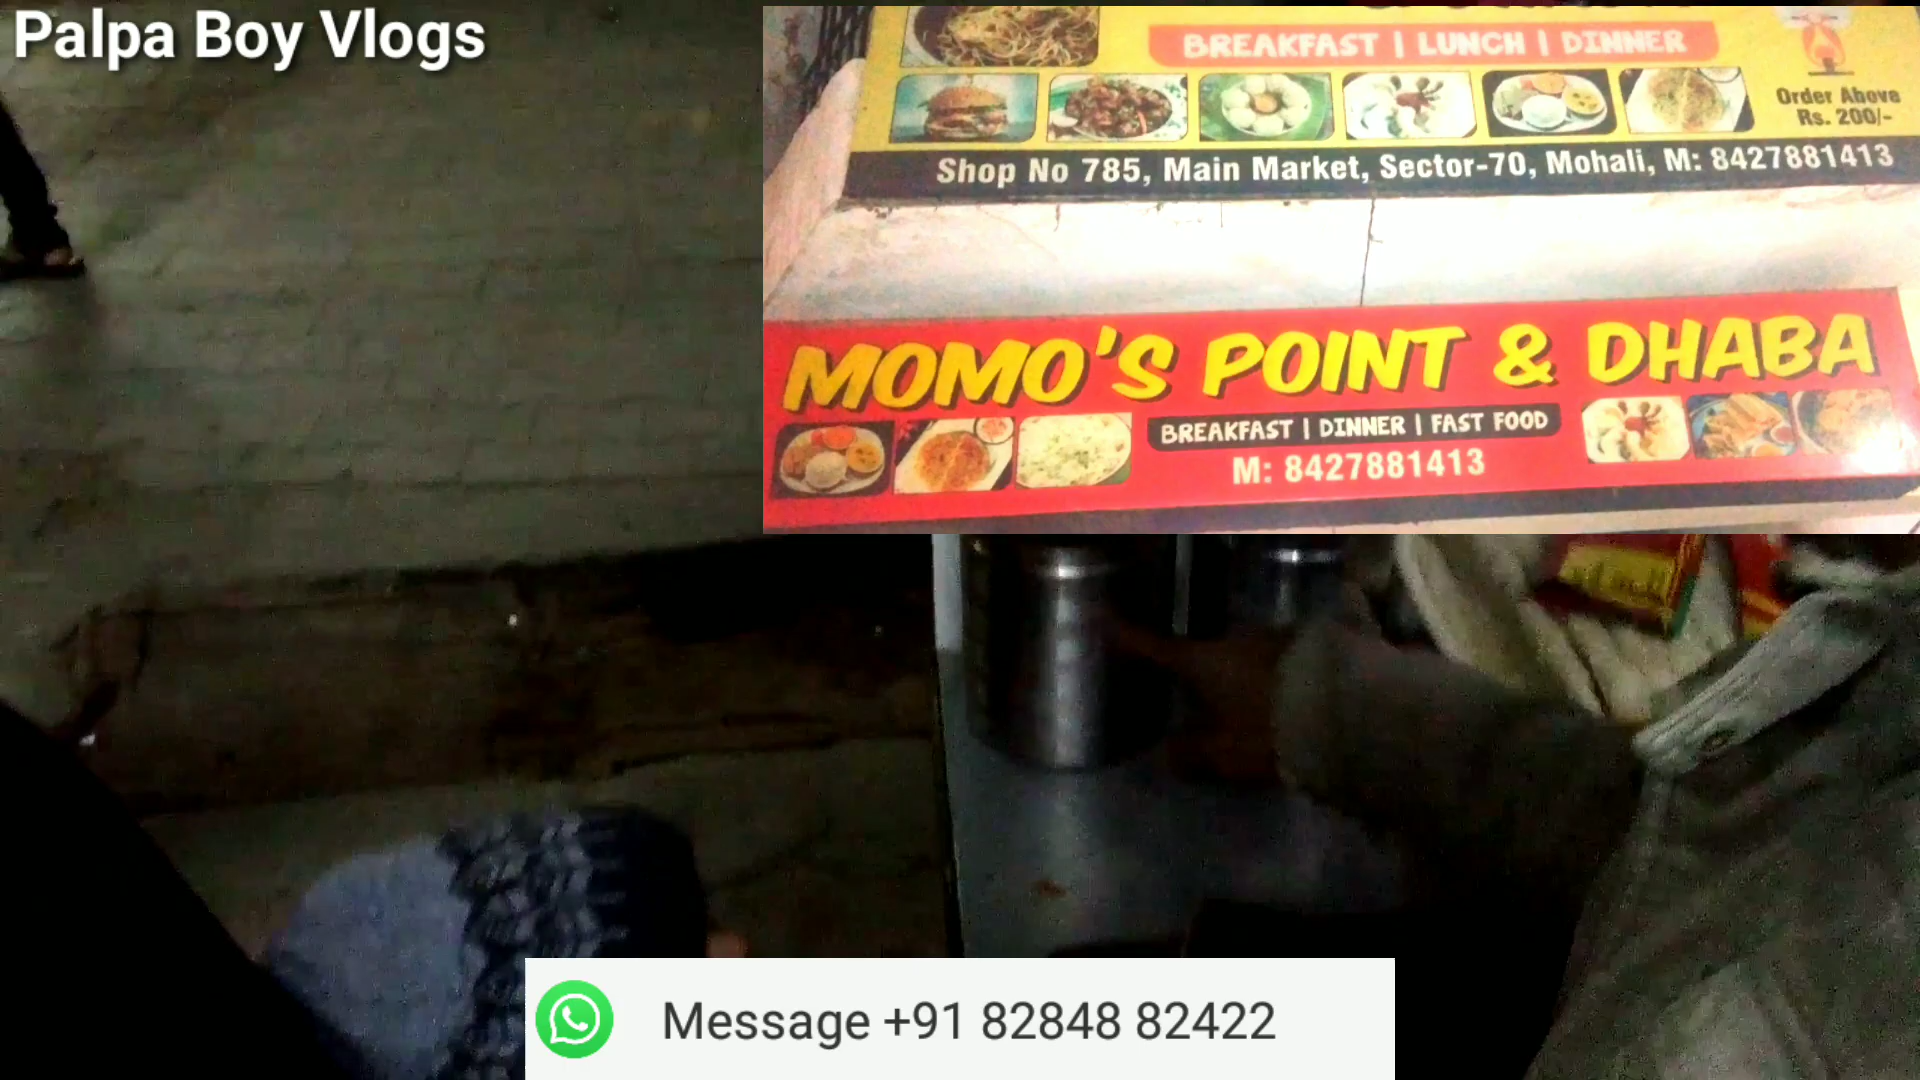 Palpa Boy Vlogs
BREAKFAST | LUNCH | DINNER
Order Above
Rs. 200/-
Shop No 785, Main Market, Sector-70, Mohali, M: 8427881413
MOMO'S POINT & DHABA
BREAKFAST | DINNER | FAST FOOD
M: 8427881413
Message +91 82848 82422